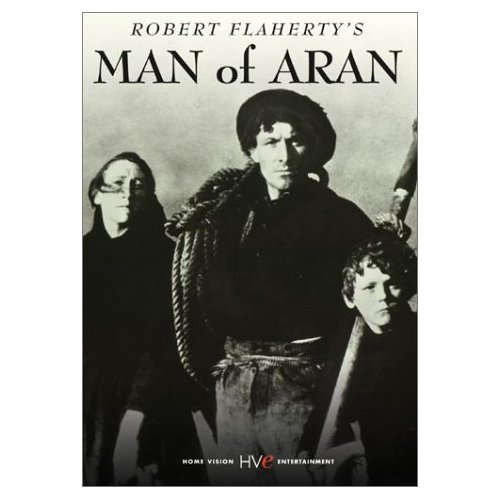 ROBERT FLAHERTY'S
MAN of ARAN
HOME VISION HVe ENTERTAINMENT